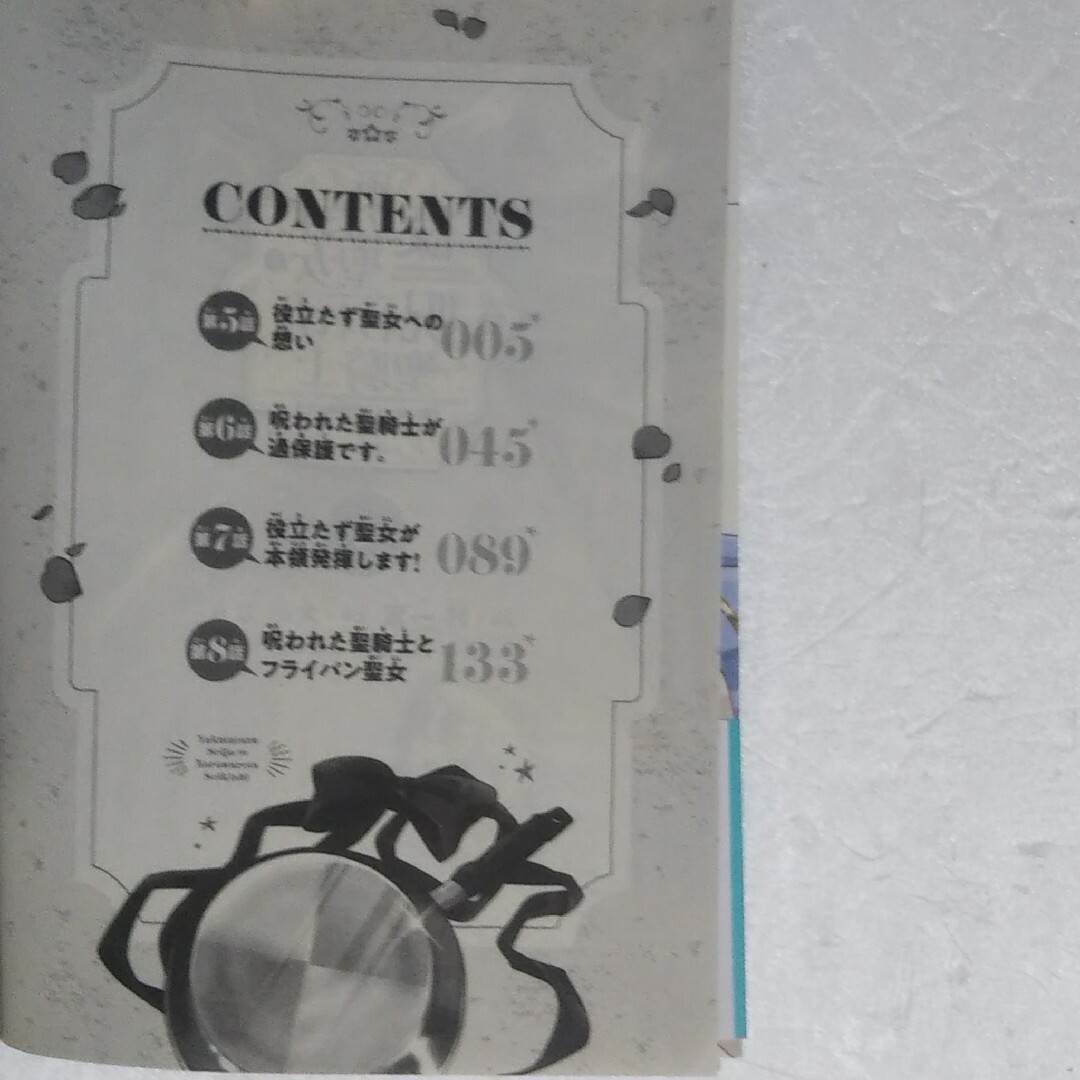 CONTENTS
第5話 役立たず聖女への
想い 005
第6話 呪われた聖騎士が
過保護です。 045
第7話 役立たず聖女が
本領発揮します! 089
第8話 呪われた聖騎士と
フライパン聖女 133
Seijo to
Seikishi